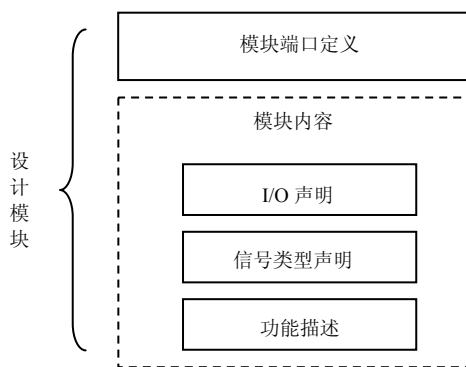 模块端口定义
模块内容
设计模块
I/O 声明
信号类型声明
功能描述